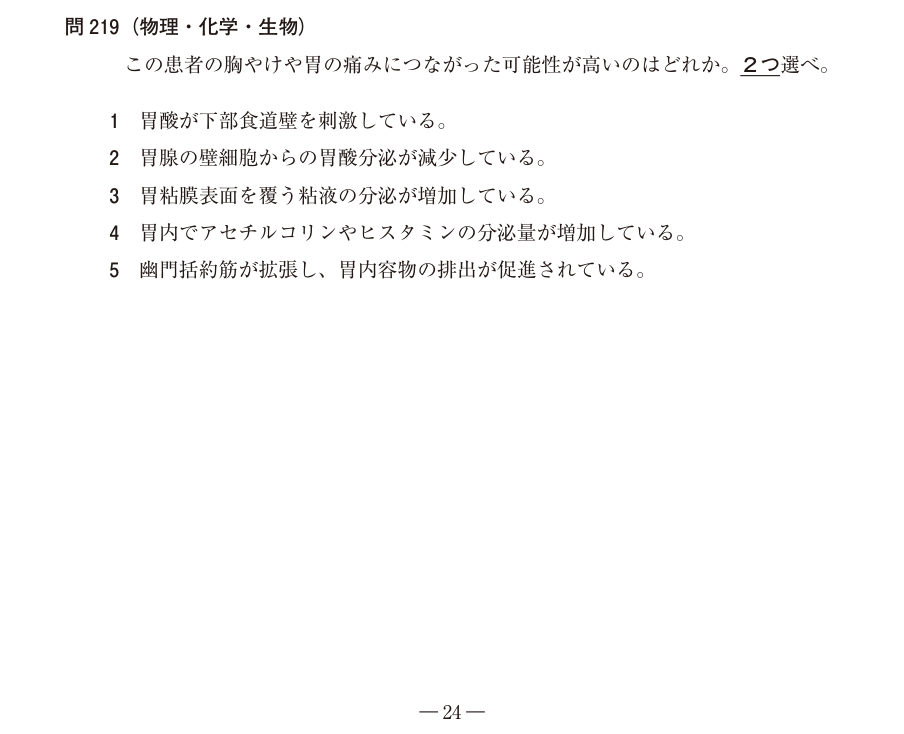 問 219（物理・化学・生物）
この患者の胸やけや胃の痛みにつながった可能性が高いのはどれか。２つ選べ。
1　胃酸が下部食道壁を刺激している。
2　胃腺の壁細胞からの胃酸分泌が減少している。
3　胃粘膜表面を覆う粘液の分泌が増加している。
4　胃内でアセチルコリンやヒスタミンの分泌量が増加している。
5　幽門括約筋が拡張し、胃内容物の排出が促進されている。
― 24 ―